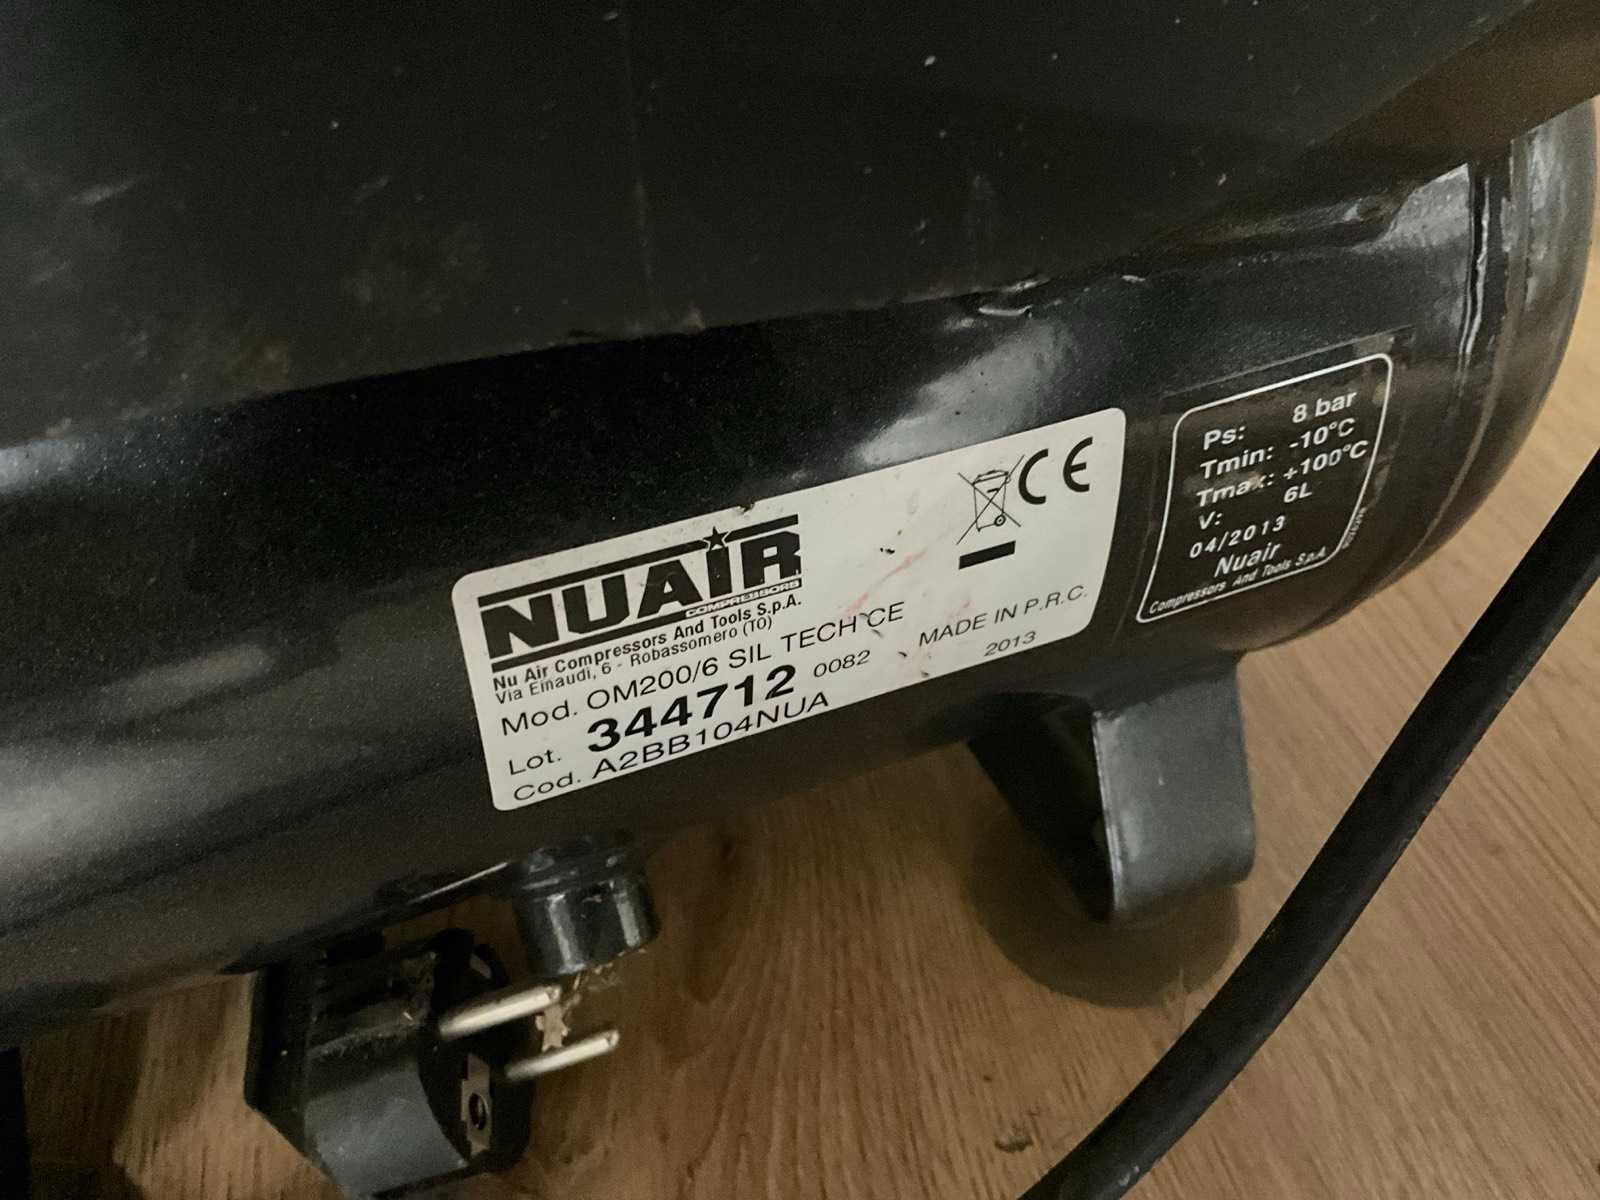 NUAIR
COMPRESSORS
Nu Air Compressors And Tools S.p.A.
Via Einaudi, 6 - Robassomero (TO)
Mod. OM200/6 SIL TECH CE
Lot. 344712 0082
Cod. A2BB104NUA
CE
MADE IN P.R.C.
2013
Ps: 8 bar
Tmin: -10°C
Tmax: +100°C
V: 6L
04/2013
Nuair
Compressors And Tools S.p.A.